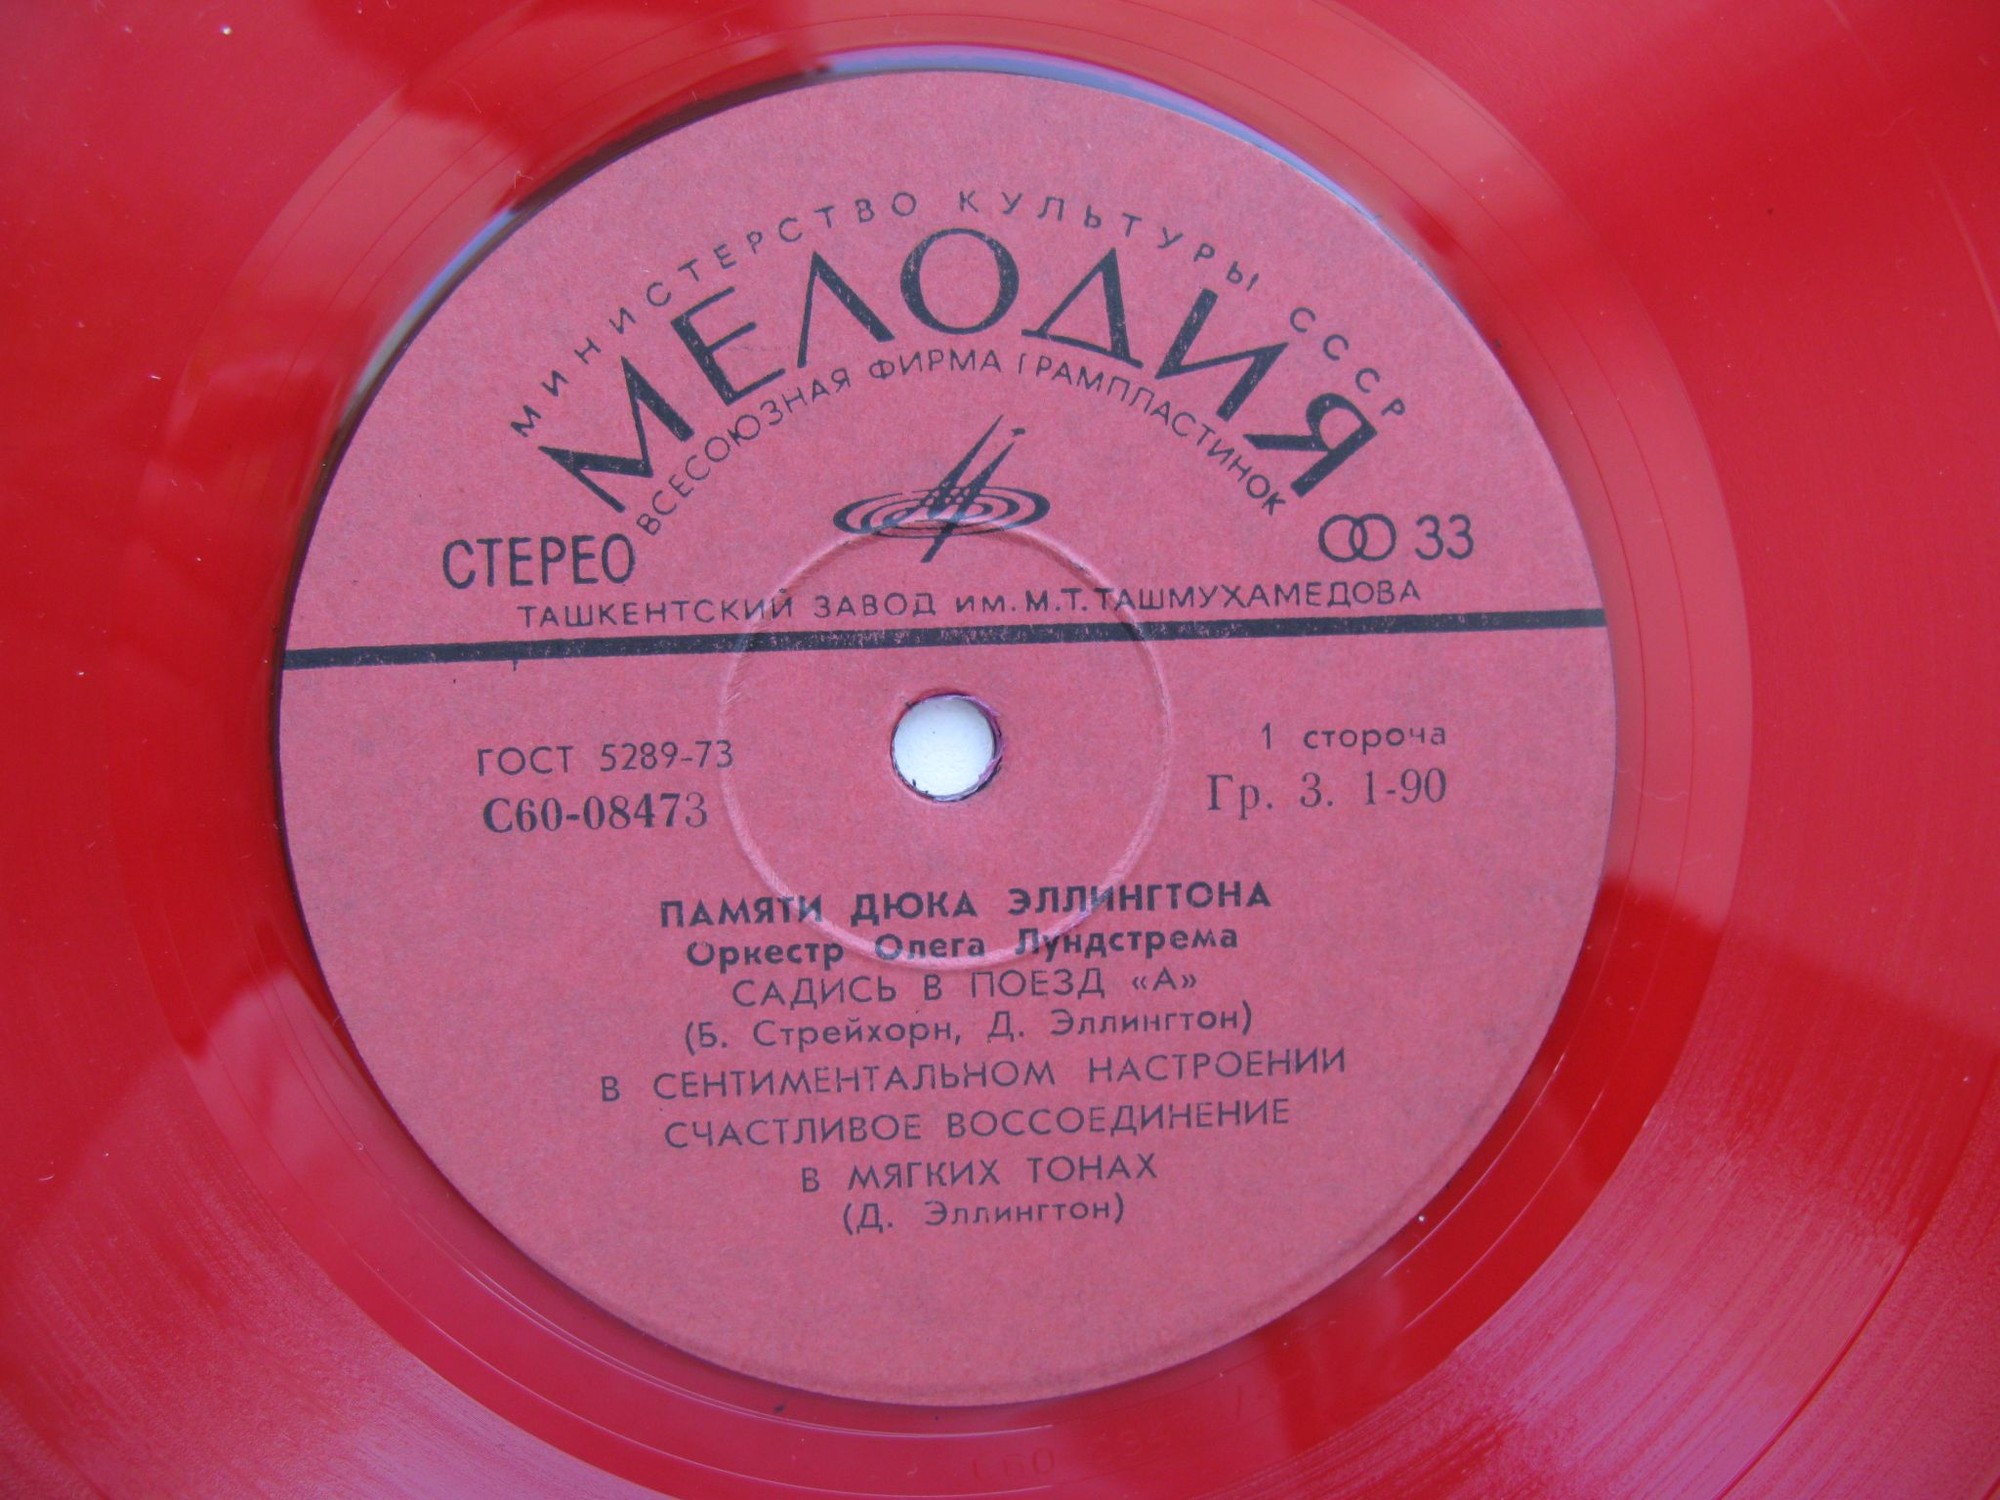 МИНИСТЕРСТВО КУЛЬТУРЫ СССР
МЕЛОДИЯ
ВСЕСОЮЗНАЯ ФИРМА ГРАМПЛАСТИНОК
СТЕРЕО
33
ТАШКЕНТСКИЙ ЗАВОД ИМ. М.Т. ТАШМУХАМЕДОВА
ГОСТ 5289-73
1 стороча
С60-08473
Гр. 3. 1-90
ПАМЯТИ ДЮКА ЭЛЛИНГТОНА
Оркестр Олега Лундстрема
САДИСЬ В ПОЕЗД «А»
(Б. Стрейхорн, Д. Эллингтон)
В СЕНТИМЕНТАЛЬНОМ НАСТРОЕНИИ
СЧАСТЛИВОЕ ВОССОЕДИНЕНИЕ
В МЯГКИХ ТОНАХ
(Д. Эллингтон)